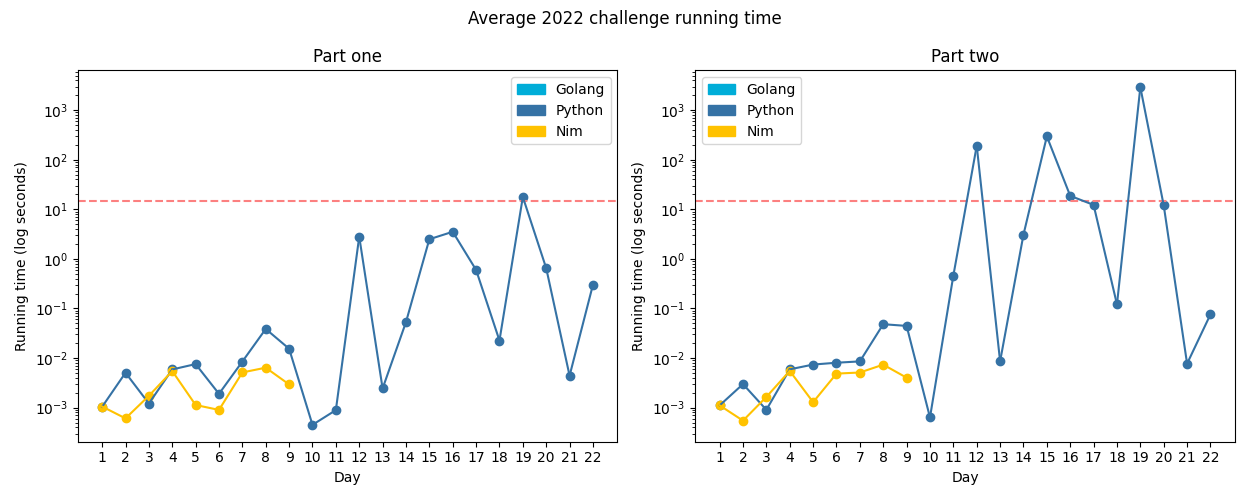 Average 2022 challenge running time
Part one
Running time (log seconds)
10³
10²
10¹
10⁰
10⁻¹
10⁻²
10⁻³
Golang
Python
Nim
1 2 3 4 5 6 7 8 9 10 11 12 13 14 15 16 17 18 19 20 21 22
Day
Part two
Running time (log seconds)
10³
10²
10¹
10⁰
10⁻¹
10⁻²
10⁻³
Golang
Python
Nim
1 2 3 4 5 6 7 8 9 10 11 12 13 14 15 16 17 18 19 20 21 22
Day